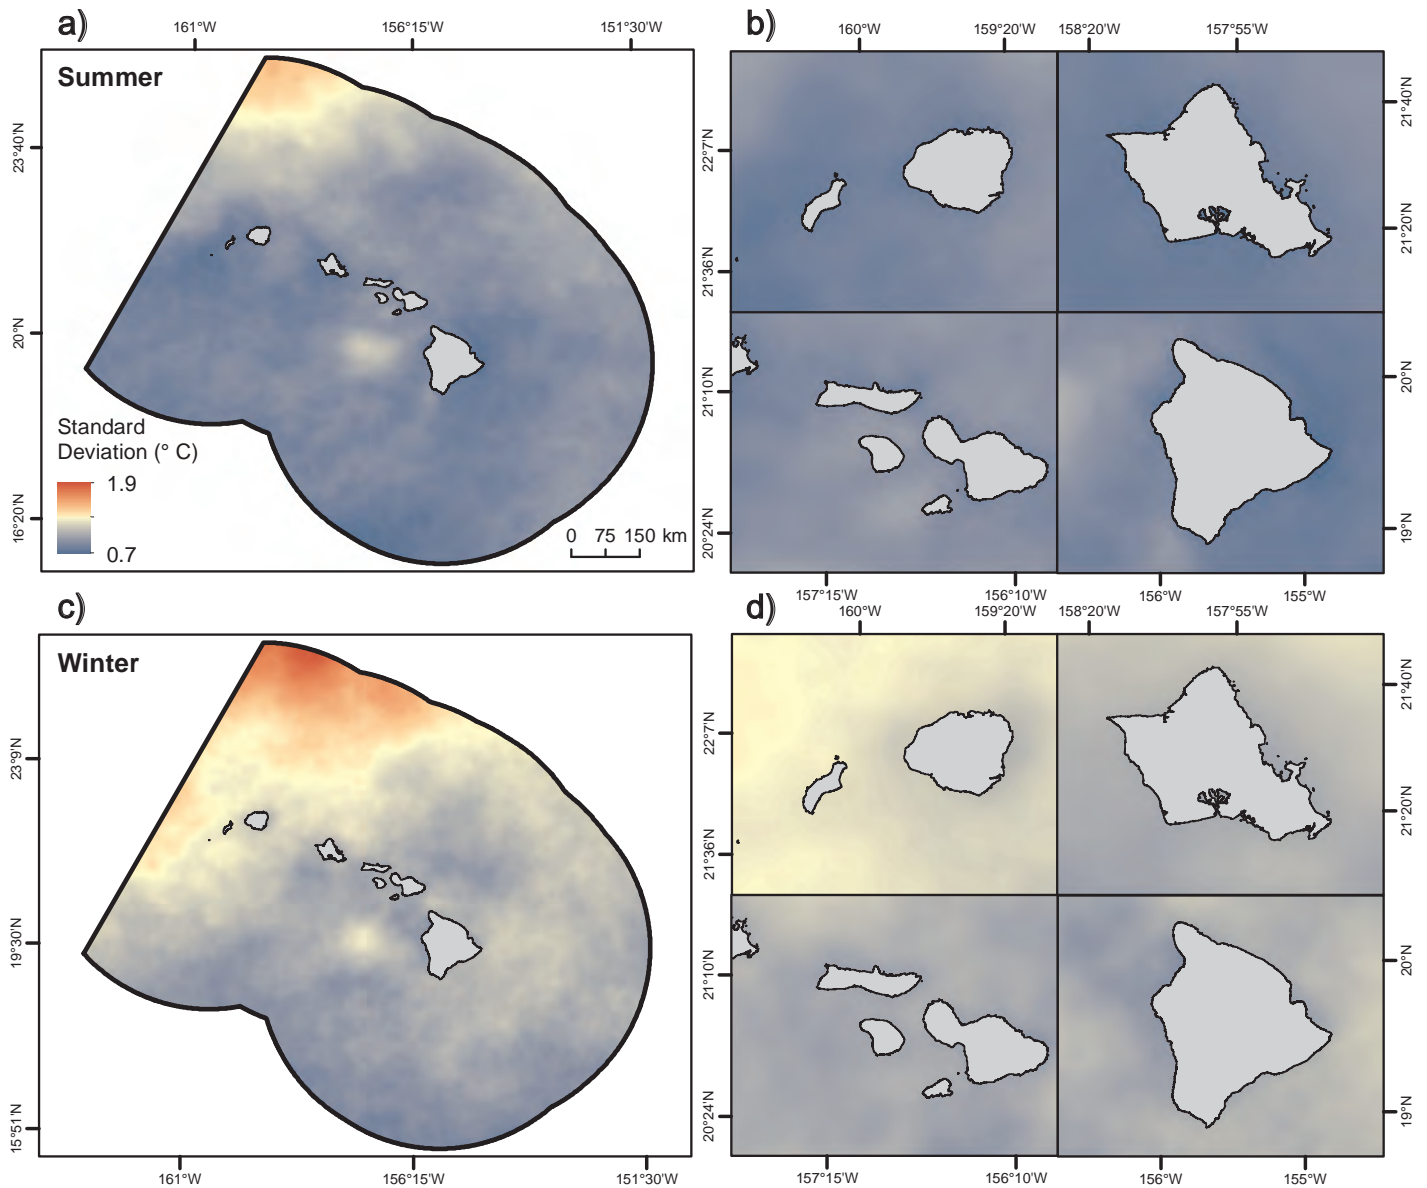 a)
161°W 156°15'W 151°30'W
Summer
23°40'N
20°N
16°20'N
Standard
Deviation (° C)
1.9
0.7
0 75 150 km
b)
160°W 159°20'W 158°20'W 157°55'W
22°7'N
21°36'N
21°40'N
21°20'N
21°10'N
20°24'N
20°N
19°N
157°15'W 156°10'W 156°W 155°W
c)
Winter
23°9'N
19°30'N
15°51'N
161°W 156°15'W 151°30'W
d)
160°W 159°20'W 158°20'W 157°55'W
22°7'N
21°36'N
21°40'N
21°20'N
21°10'N
20°24'N
20°N
19°N
157°15'W 156°10'W 156°W 155°W